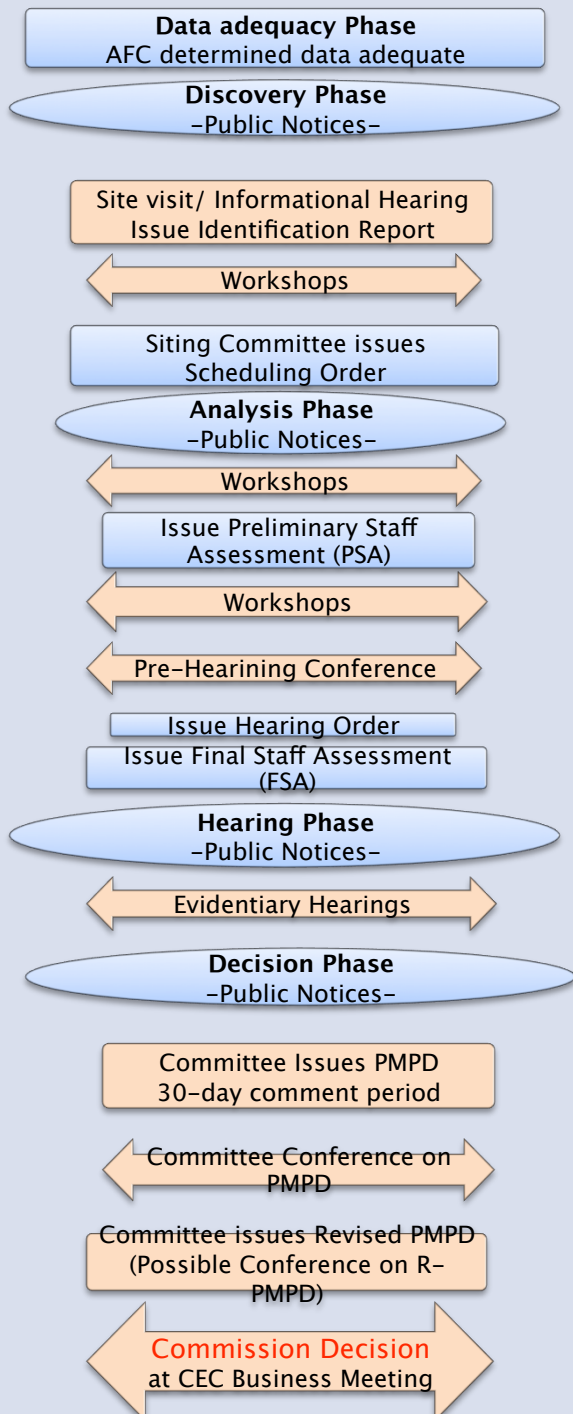 Data adequacy Phase
AFC determined data adequate
Discovery Phase
-Public Notices-
Site visit/ Informational Hearing
Issue Identification Report
Workshops
Siting Committee issues
Scheduling Order
Analysis Phase
-Public Notices-
Workshops
Issue Preliminary Staff
Assessment (PSA)
Workshops
Pre-Hearining Conference
Issue Hearing Order
Issue Final Staff Assessment
(FSA)
Hearing Phase
-Public Notices-
Evidentiary Hearings
Decision Phase
-Public Notices-
Committee Issues PMPD
30-day comment period
Committee Conference on
PMPD
Committee issues Revised PMPD
(Possible Conference on R-
PMPD)
Commission Decision
at CEC Business Meeting